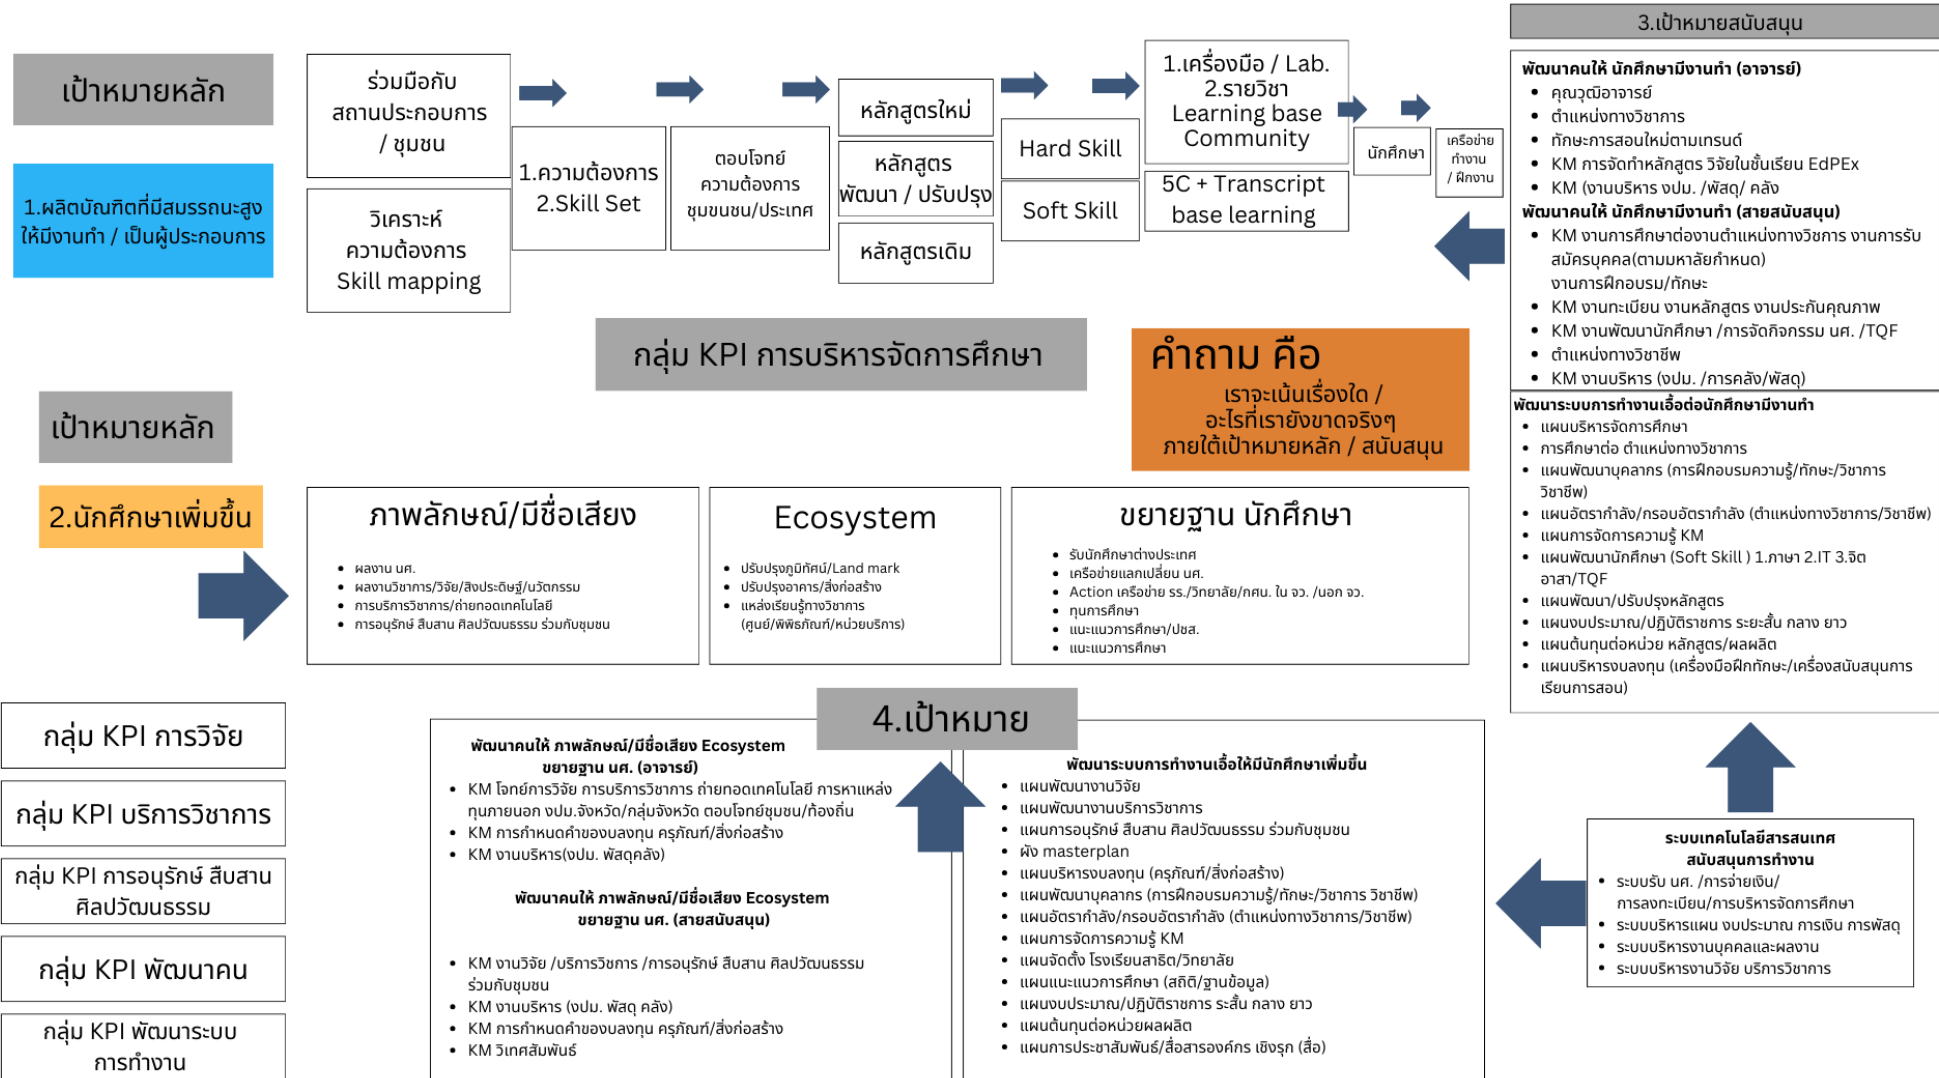 เป้าหมายหลัก
1.ผลิตบัณฑิตที่มีสมรรถนะสูง
ให้มีงานทำ / เป็นผู้ประกอบการ
ร่วมมือกับ
สถานประกอบการ
/ ชุมชน
วิเคราะห์
ความต้องการ
Skill mapping
1.ความต้องการ
2.Skill Set
ตอบโจทย์
ความต้องการ
ชุมขนชน/ประเทศ
หลักสูตรใหม่
หลักสูตร
พัฒนา / ปรับปรุง
หลักสูตรเดิม
Hard Skill
Soft Skill
1.เครื่องมือ / Lab.
2.รายวิชา
Learning base
Community
5C + Transcript
base learning
นักศึกษา
เครือข่าย
ทำงาน
/ ฝึกงาน
3.เป้าหมายสนับสนุน
พัฒนาคนให้ นักศึกษามีงานทำ (อาจารย์)
• คุณวุฒิอาจารย์
• ตำแหน่งทางวิชาการ
• ทักษะการสอนใหม่ตามเทรนด์
• KM การจัดทำหลักสูตร วิจัยในชั้นเรียน EdPEx
• KM (งานบริหาร งปม. /พัสดุ/ คลัง
พัฒนาคนให้ นักศึกษามีงานทำ (สายสนับสนุน)
• KM งานการศึกษาต่องานตำแหน่งทางวิชการ งานการรับ
สมัครบุคคล(ตามมหาลัยกำหนด)
งานการฝึกอบรม/ทักษะ
• KM งานทะเบียน งานหลักสูตร งานประกันคุณภาพ
• KM งานพัฒนานักศึกษา /การจัดกิจกรรม นศ. /TQF
• ตำแหน่งทางวิชาชีพ
• KM งานบริหาร (งปม. /การคลัง/พัสดุ)
พัฒนาระบบการทำงานเอื้อต่อนักศึกษามีงานทำ
• แผนบริหารจัดการศึกษา
• การศึกษาต่อ ตำแหน่งทางวิชาการ
• แผนพัฒนาบุคลากร (การฝึกอบรมความรู้/ทักษะ/วิชาการ
วิชาชีพ)
• แผนอัตรากำลัง/กรอบอัตรากำลัง (ตำแหน่งทางวิชาการ/วิชาชีพ)
• แผนการจัดการความรู้ KM
• แผนพัฒนานักศึกษา (Soft Skill ) 1.ภาษา 2.IT 3.จิต
อาสา/TQF
• แผนพัฒนา/ปรับปรุงหลักสูตร
• แผนงบประมาณ/ปฏิบัติราชการ ระยะสั้น กลาง ยาว
• แผนต้นทุนต่อหน่วย หลักสูตร/ผลผลิต
• แผนบริหารงบลงทุน (เครื่องมือฝึกทักษะ/เครื่องสนับสนุนการ
เรียนการสอน)
กลุ่ม KPI การบริหารจัดการศึกษา
คำถาม คือ
เราจะเน้นเรื่องใด /
อะไรที่เรายังขาดจริงๆ
ภายใต้เป้าหมายหลัก / สนับสนุน
เป้าหมายหลัก
2.นักศึกษาเพิ่มขึ้น
ภาพลักษณ์/มีชื่อเสียง
• ผลงาน นศ.
• ผลงานวิชาการ/วิจัย/สิงประดิษฐ์/นวัตกรรม
• การบริการวิชาการ/ถ่ายทอดเทคโนโลยี
• การอนุรักษ์ สืบสาน ศิลปวัฒนธรรม ร่วมกับชุมชน
Ecosystem
• ปรับปรุงภูมิทัศน์/Land mark
• ปรับปรุงอาคาร/สิ่งก่อสร้าง
• แหล่งเรียนรู้ทางวิชาการ
(ศูนย์/พิพิธภัณฑ์/หน่วยบริการ)
ขยายฐาน นักศึกษา
• รับนักศึกษาต่างประเทศ
• เครือข่ายแลกเปลี่ยน นศ.
• Action เครือข่าย รร./วิทยาลัย/กศน. ใน จว. /นอก จว.
• ทุนการศึกษา
• แนะแนวการศึกษา/ปชส.
• แนะแนวการศึกษา
กลุ่ม KPI การวิจัย
กลุ่ม KPI บริการวิชาการ
กลุ่ม KPI การอนุรักษ์ สืบสาน
ศิลปวัฒนธรรม
กลุ่ม KPI พัฒนาคน
กลุ่ม KPI พัฒนาระบบ
การทำงาน
4.เป้าหมาย
พัฒนาคนให้ ภาพลักษณ์/มีชื่อเสียง Ecosystem
ขยายฐาน นศ. (อาจารย์)
• KM โจทย์การวิจัย การบริการวิชาการ ถ่ายทอดเทคโนโลยี การหาแหล่ง
ทุนภายนอก งปม.จังหวัด/กลุ่มจังหวัด ตอบโจทย์ชุมชน/ท้องถิ่น
• KM การกำหนดคำของบลงทุน ครุภัณฑ์/สิ่งก่อสร้าง
• KM งานบริหาร(งปม. พัสดุคลัง)
พัฒนาคนให้ ภาพลักษณ์/มีชื่อเสียง Ecosystem
ขยายฐาน นศ. (สายสนับสนุน)
• KM งานวิจัย /บริการวิชการ /การอนุรักษ์ สืบสาน ศิลปวัฒนธรรม
ร่วมกับชุมชน
• KM งานบริหาร (งปม. พัสดุ คลัง)
• KM การกำหนดคำของบลงทุน ครุภัณฑ์/สิ่งก่อสร้าง
• KM วิเทศสัมพันธ์
พัฒนาระบบการทำงานเอื้อให้มีนักศึกษาเพิ่มขึ้น
• แผนพัฒนางานวิจัย
• แผนพัฒนางานบริการวิชาการ
• แผนการอนุรักษ์ สืบสาน ศิลปวัฒนธรรม ร่วมกับชุมชน
• ผัง masterplan
• แผนบริหารงบลงทุน (ครุภัณฑ์/สิ่งก่อสร้าง)
• แผนพัฒนาบุคลากร (การฝึกอบรมความรู้/ทักษะ/วิชาการ วิชาชีพ)
• แผนอัตรากำลัง/กรอบอัตรากำลัง (ตำแหน่งทางวิชาการ/วิชาชีพ)
• แผนการจัดการความรู้ KM
• แผนจัดตั้ง โรงเรียนสาธิต/วิทยาลัย
• แผนแนะแนวการศึกษา (สถิติ/ฐานข้อมูล)
• แผนงบประมาณ/ปฏิบัติราชการ ระสั้น กลาง ยาว
• แผนต้นทุนต่อหน่วยผลผลิต
• แผนการประชาสัมพันธ์/สื่อสารองค์กร เชิงรุก (สื่อ)
ระบบเทคโนโลยีสารสนเทศ
สนับสนุนการทำงาน
• ระบบรับ นศ. /การจ่ายเงิน/
การลงทะเบียน/การบริหารจัดการศึกษา
• ระบบบริหารแผน งบประมาณ การเงิน การพัสดุ
• ระบบบริหารงานบุคคลและผลงาน
• ระบบบริหารงานวิจัย บริการวิชาการ